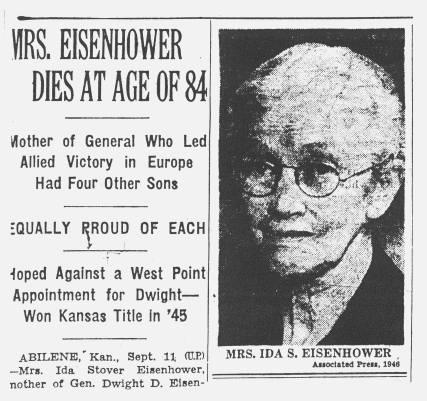 MRS. EISENHOWER
DIES AT AGE OF 84
Mother of General Who Led
Allied Victory in Europe
Had Four Other Sons
EQUALLY PROUD OF EACH
Hoped Against a West Point
Appointment for Dwight—
Won Kansas Title in '45
ABILENE, Kan., Sept. 11 (U.P.)
—Mrs. Ida Stover Eisenhower,
mother of Gen. Dwight D. Eisen-
MRS. IDA S. EISENHOWER
Associated Press, 1946